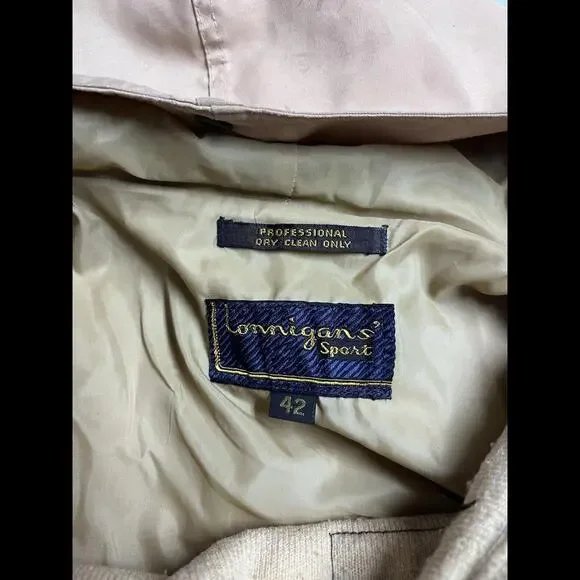 PROFESSIONAL
DRY CLEAN ONLY
Lonnigans'
Sport
42